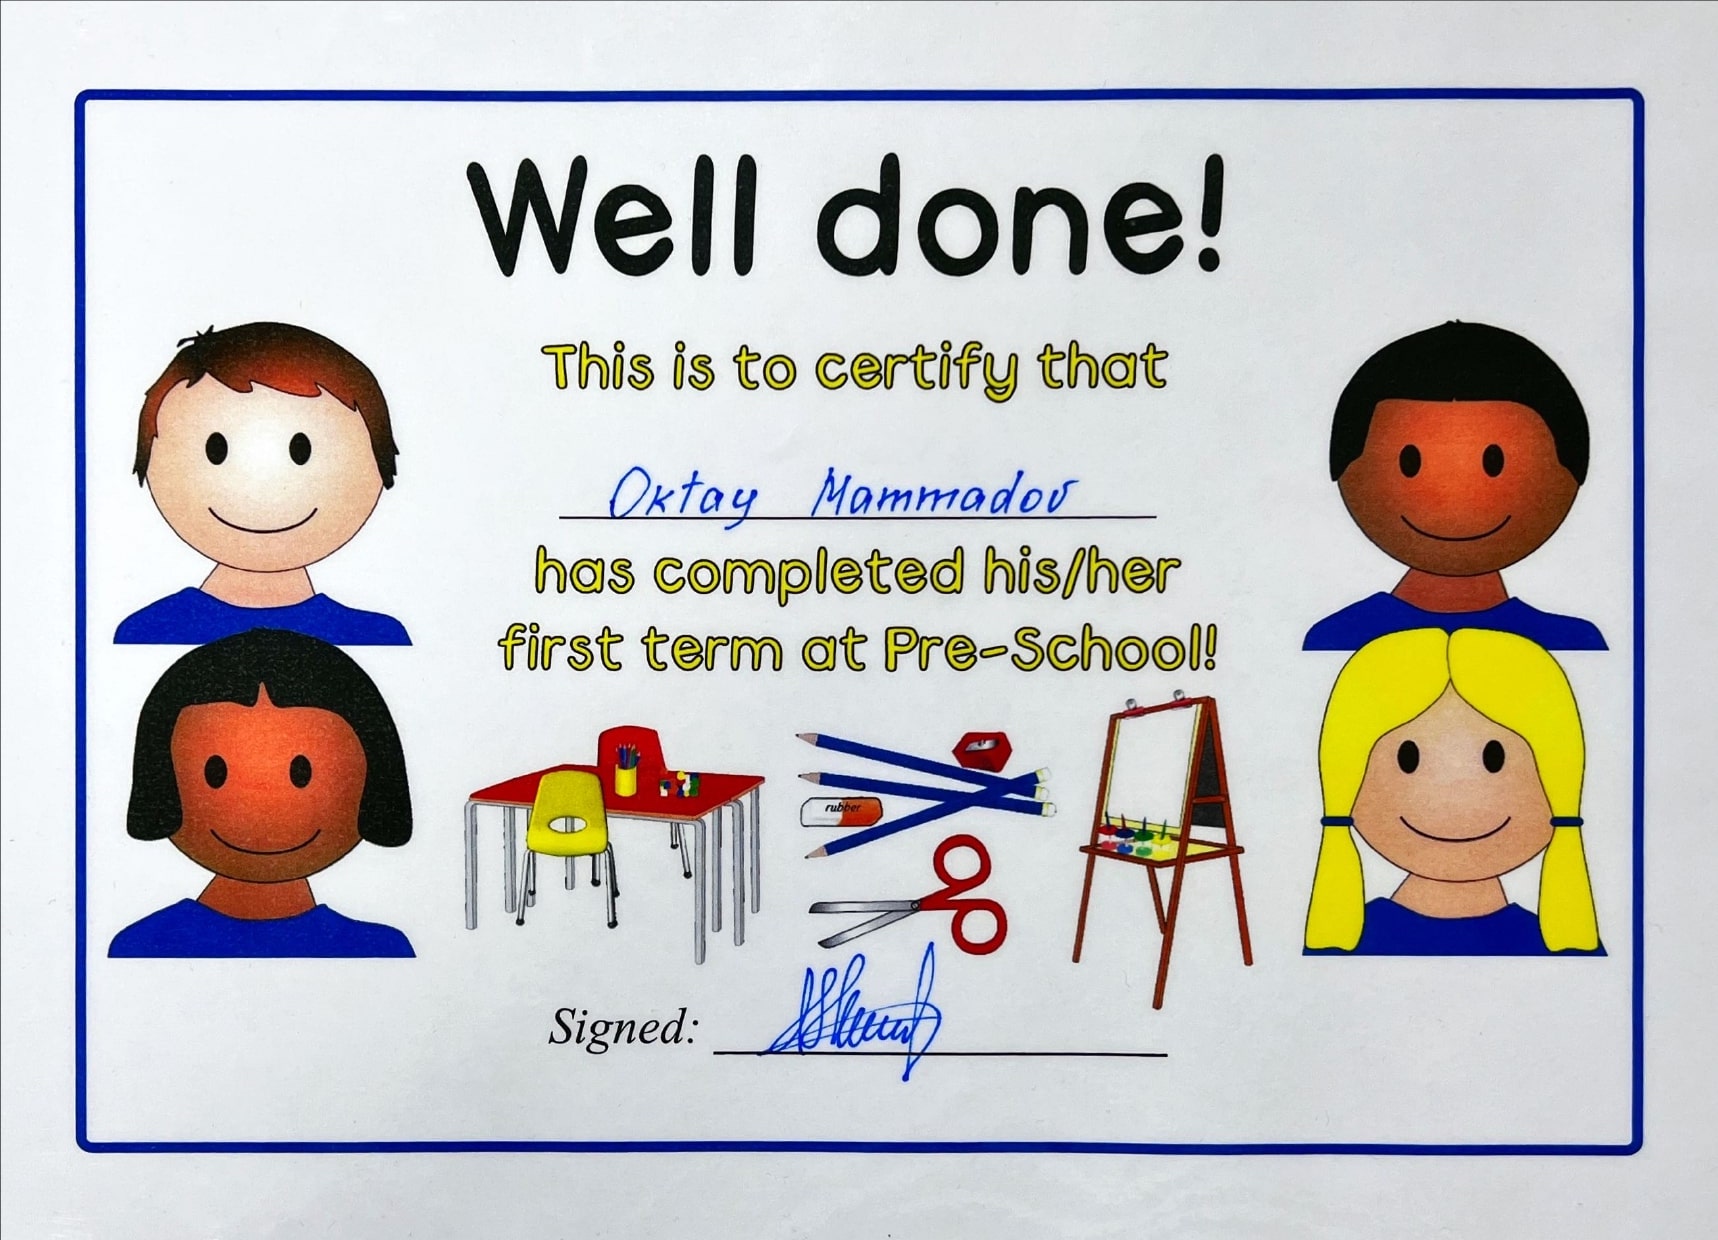 Well done!
This is to certify that
Oktay Mammadov
has completed his/her
first term at Pre-School!
rubber
Signed: